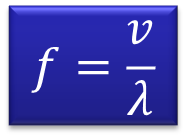 f = v/λ